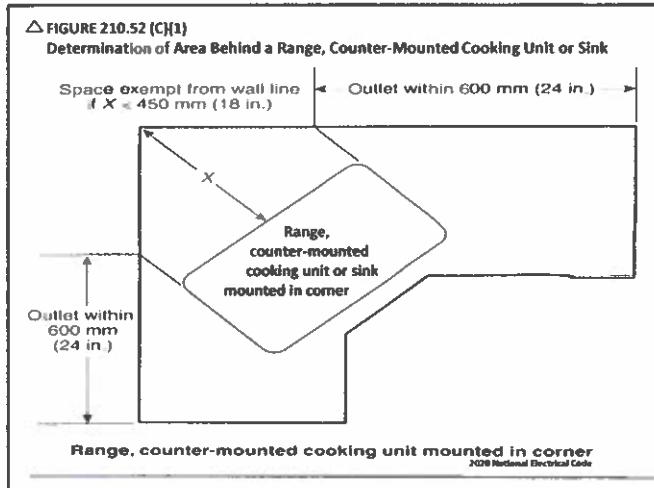 △ FIGURE 210.52 (C)(1)
Determination of Area Behind a Range, Counter-Mounted Cooking Unit or Sink
Space exempt from wall line
if X < 450 mm (18 in.)
Outlet within 600 mm (24 in.)
X
Range,
counter-mounted
cooking unit or sink
mounted in corner
Outlet within
600 mm
(24 in.)
Range, counter-mounted cooking unit mounted in corner
2020 National Electrical Code